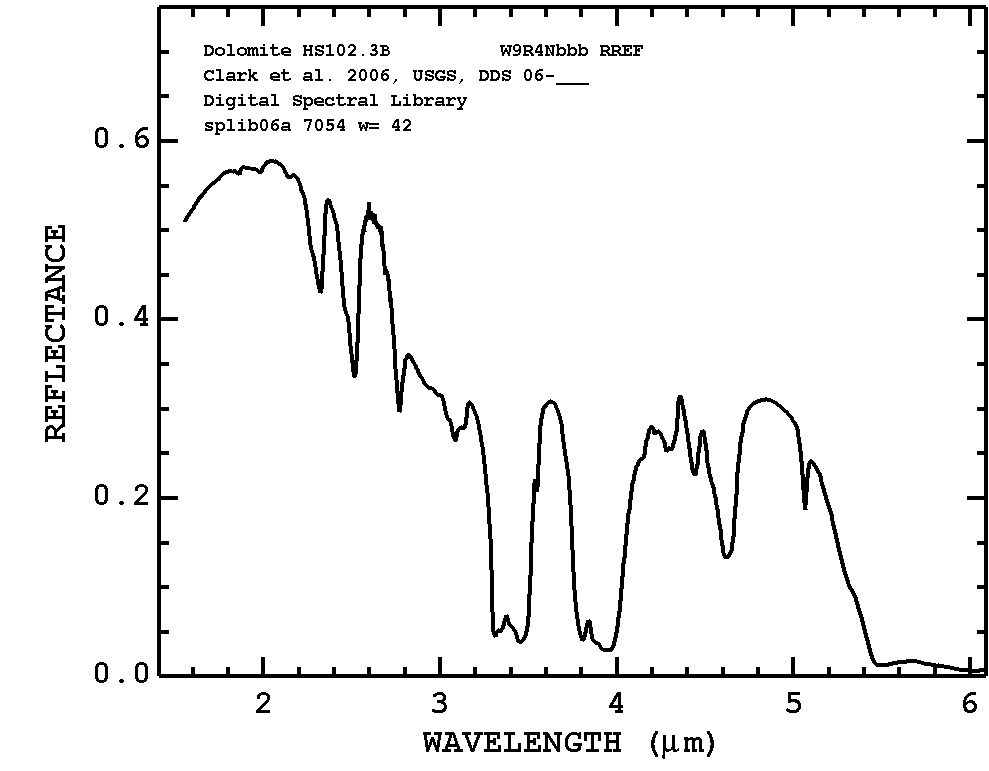 Dolomite HS102.3B W9R4Nbbb RREF
Clark et al. 2006, USGS, DDS 06-___
Digital Spectral Library
splib06a 7054 w= 42
0.6
0.4
0.2
0.0
REFLECTANCE
2 3 4 5 6
WAVELENGTH (μm)